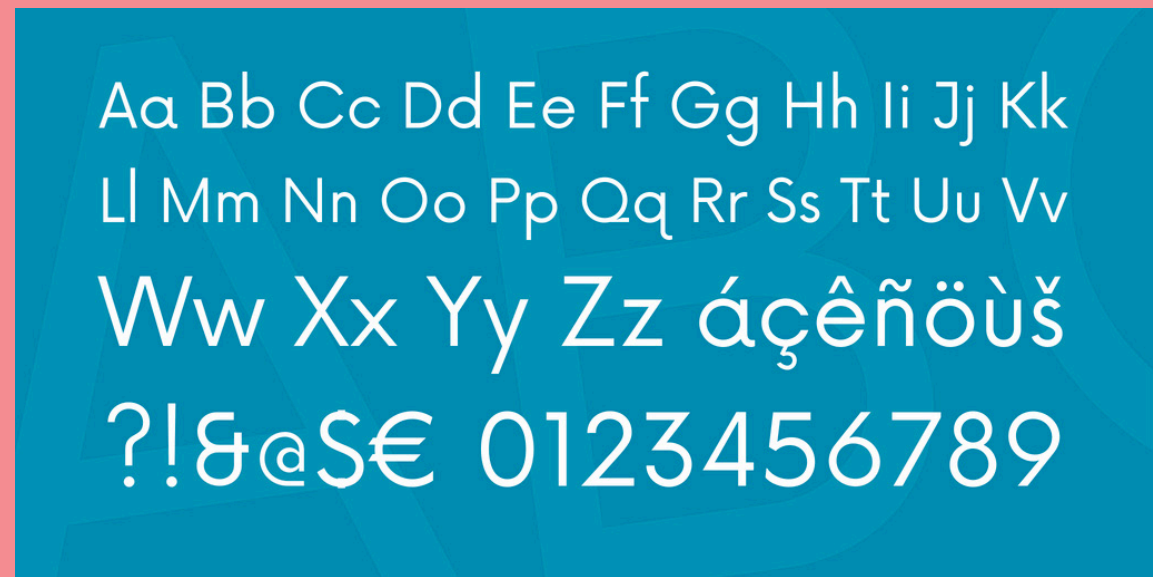 Aa Bb Cc Dd Ee Ff Gg Hh Ii Jj Kk
Ll Mm Nn Oo Pp Qq Rr Ss Tt Uu Vv
Ww Xx Yy Zz áçêñöùš
?!&@$€ 0123456789